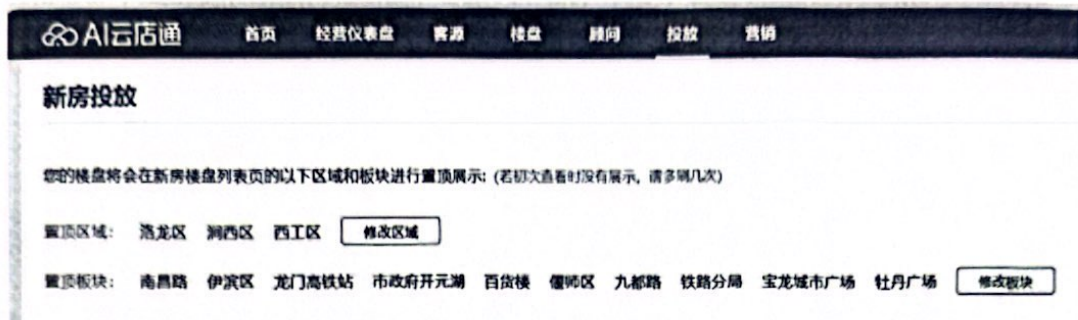 AI云店通 首页 经营仪表盘 客源 楼盘 顾问 投放 营销
新房投放
您的楼盘将会在新房楼盘列表页的以下区域和板块进行置顶展示: (若初次查看时没有展示, 请多刷几次)
置顶区域: 洛龙区 涧西区 西工区 修改区域
置顶板块: 南昌路 伊滨区 龙门高铁站 市政府开元湖 百货楼 偃师区 九都路 铁路分局 宝龙城市广场 牡丹广场 修改板块